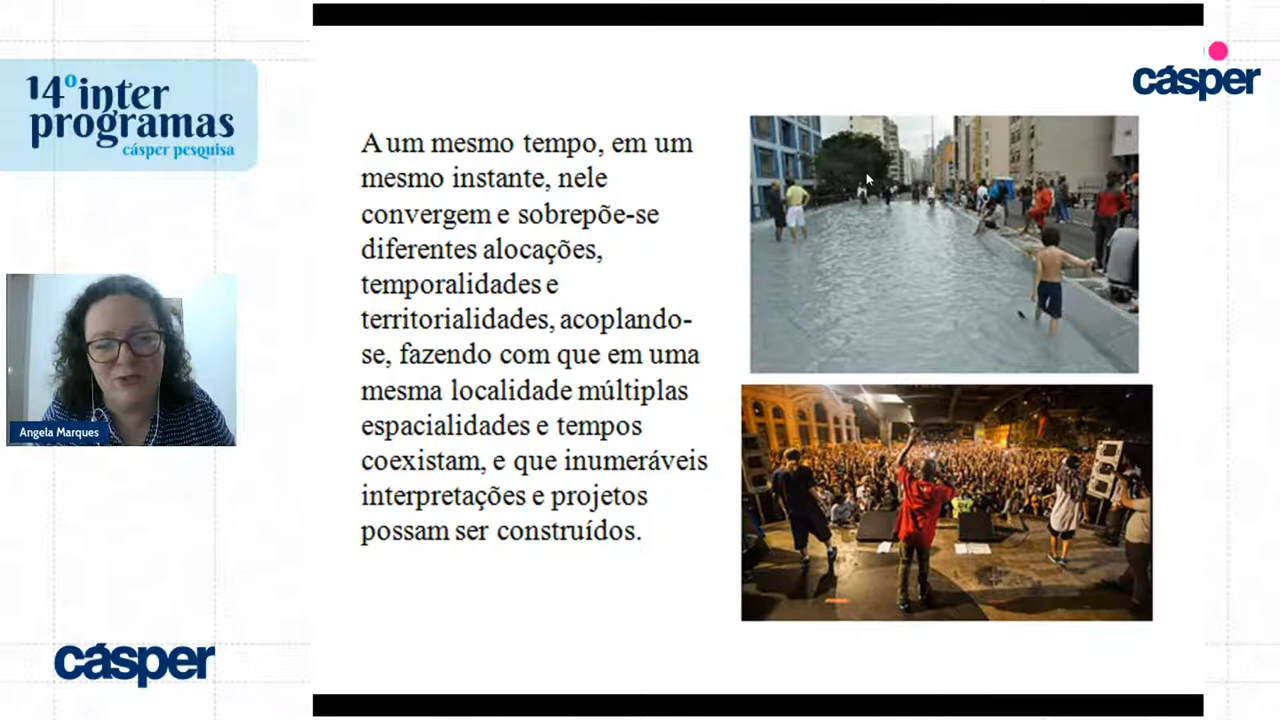 14º inter
programas
cásper pesquisa
cásper
A um mesmo tempo, em um
mesmo instante, nele
convergem e sobrepõe-se
diferentes alocações,
temporalidades e
territorialidades, acoplando-
se, fazendo com que em uma
mesma localidade múltiplas
espacialidades e tempos
coexistam, e que inumeráveis
interpretações e projetos
possam ser construídos.
Angela Marques
cásper